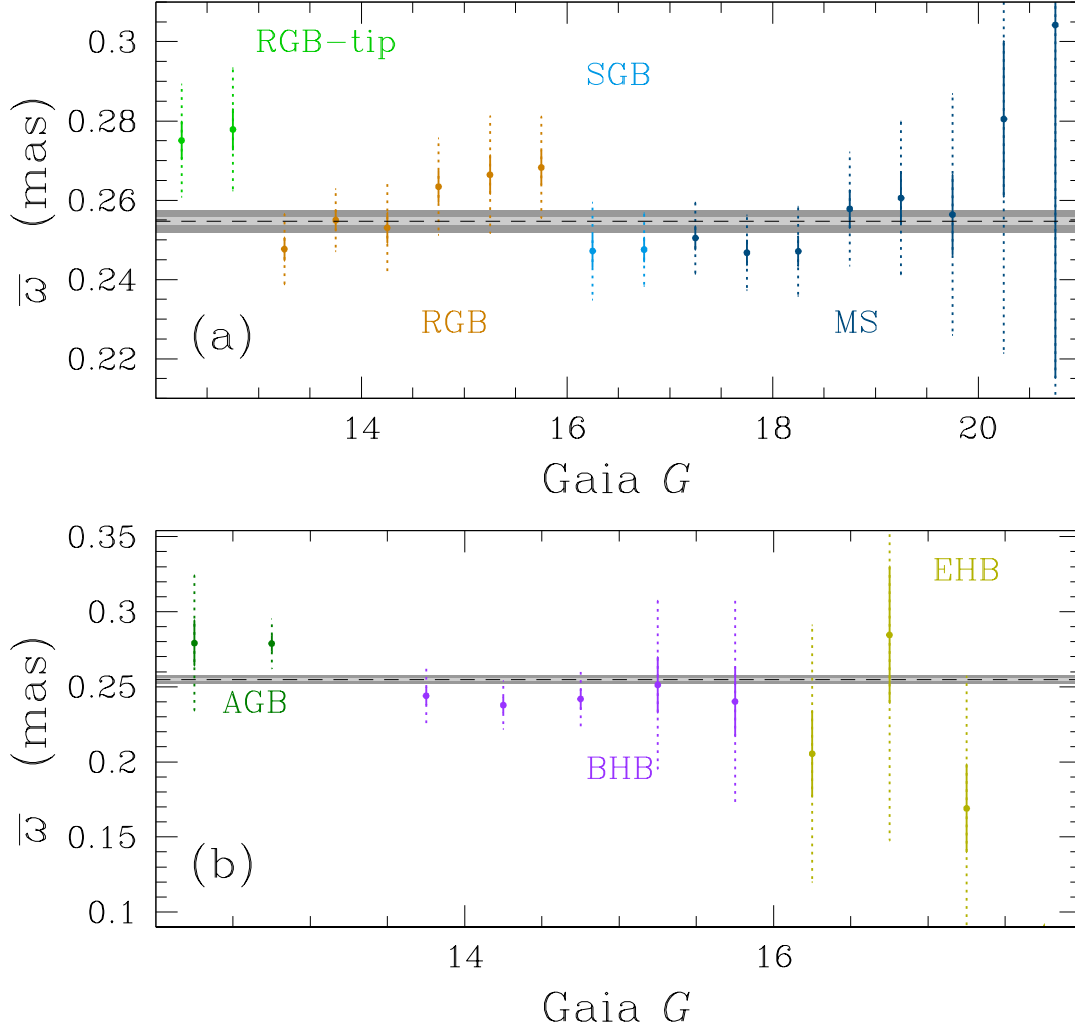 RGB-tip
SGB
0.3
0.28
0.26
0.24
0.22
ω̅ (mas)
RGB
MS
(a)
14
16
18
20
Gaia G
EHB
0.35
0.3
0.25
0.2
0.15
0.1
ω̅ (mas)
AGB
BHB
(b)
14
16
Gaia G